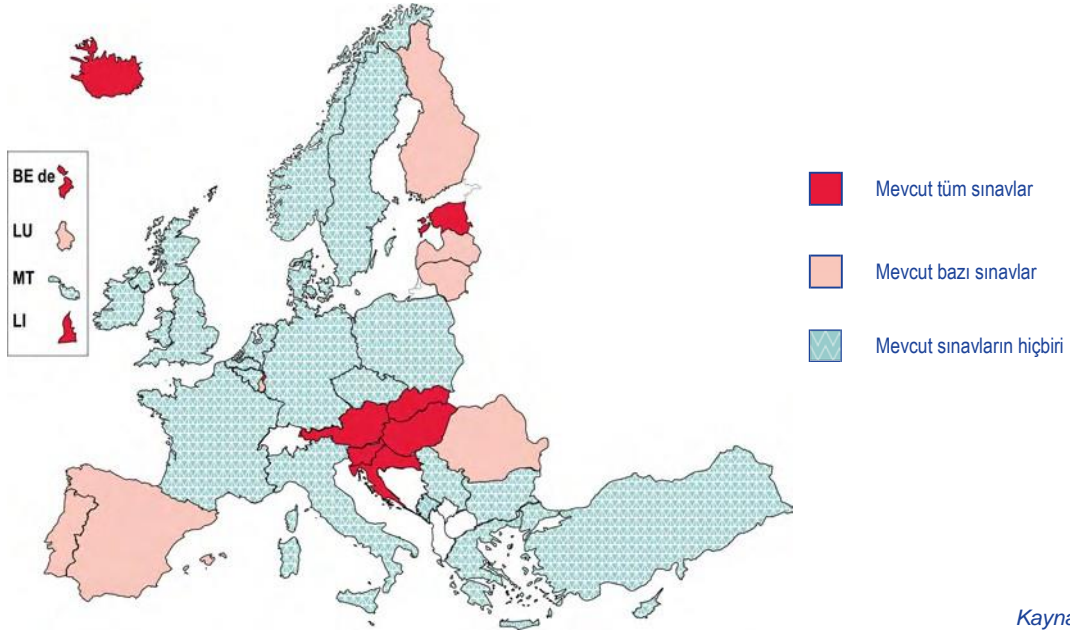 BE de
LU
MT
LI
Mevcut tüm sınavlar
Mevcut bazı sınavlar
Mevcut sınavların hiçbiri